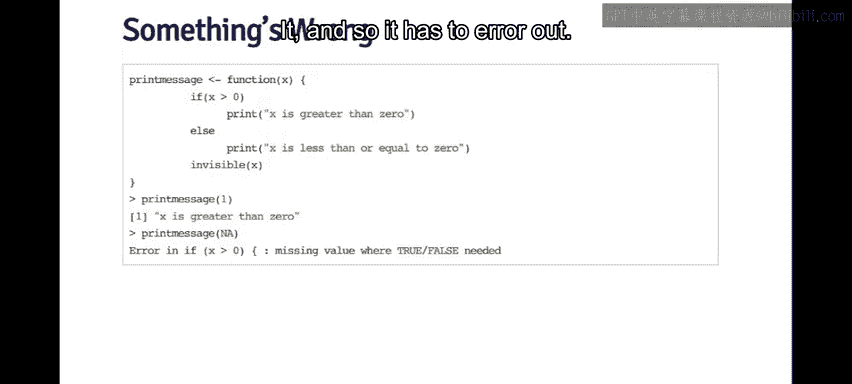 Something's Wrong
It, and so it has to error out.
printmessage <- function(x) {
if(x > 0)
print("x is greater than zero")
else
print("x is less than or equal to zero")
invisible(x)
}
> printmessage(1)
[1] "x is greater than zero"
> printmessage(NA)
Error in if (x > 0) { : missing value where TRUE/FALSE needed